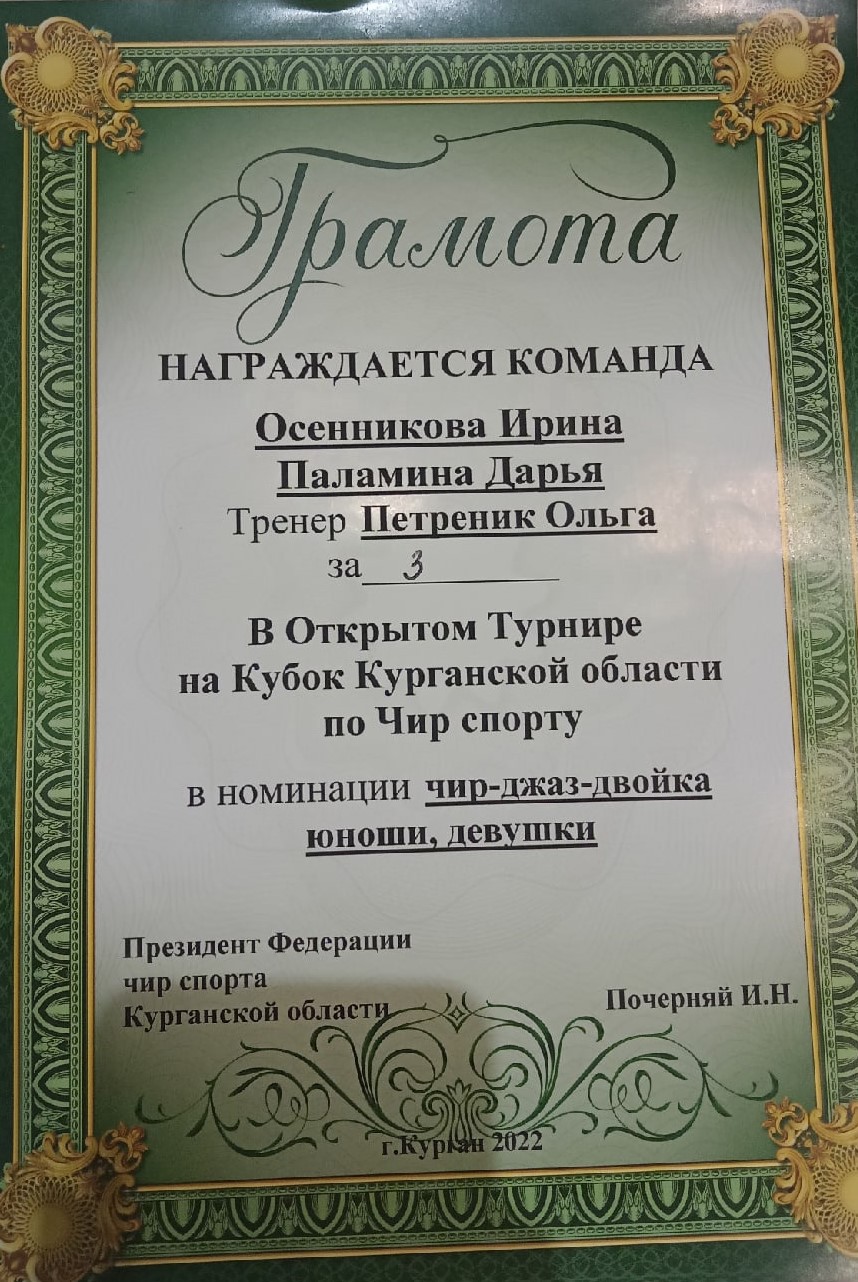 Грамота
НАГРАЖДАЕТСЯ КОМАНДА
Осенникова Ирина
Паламина Дарья
Тренер Петреник Ольга
за 3
В Открытом Турнире
на Кубок Курганской области
по Чир спорту
в номинации чир-джаз-двойка
юноши, девушки
Президент Федерации
чир спорта
Курганской области
Почерняй И.Н.
г.Курган 2022